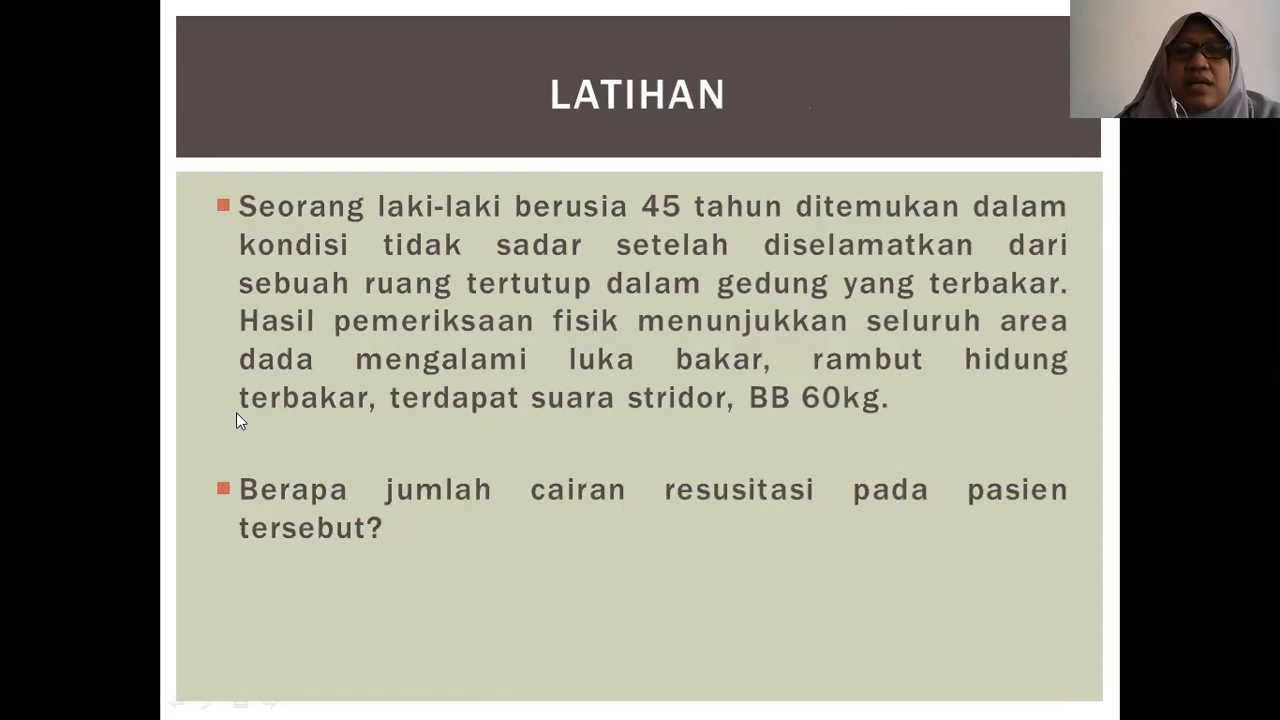 LATIHAN
Seorang laki-laki berusia 45 tahun ditemukan dalam
kondisi tidak sadar setelah diselamatkan dari
sebuah ruang tertutup dalam gedung yang terbakar.
Hasil pemeriksaan fisik menunjukkan seluruh area
dada mengalami luka bakar, rambut hidung
terbakar, terdapat suara stridor, BB 60kg.
Berapa jumlah cairan resusitasi pada pasien
tersebut?